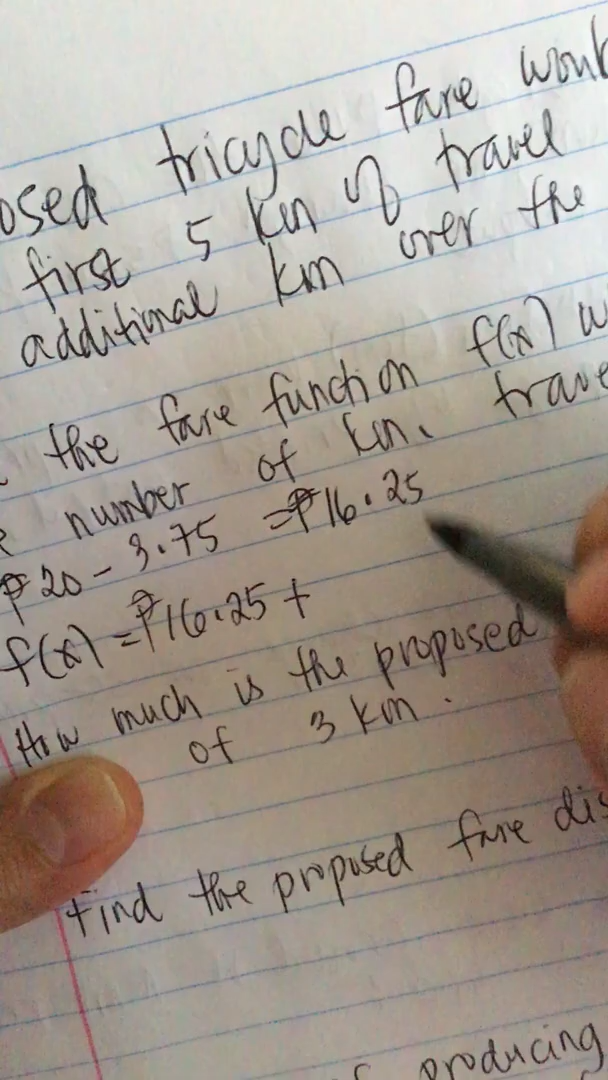 osed tricycle fare woul
first 5 km of travel
additional km over the
the fare function f(x) w
number of km. trave
₱20 - 3.75 = ₱16.25
f(x) = ₱16.25 +
How much is the proposed
of 3 km.
Find the proposed fare dis
producing